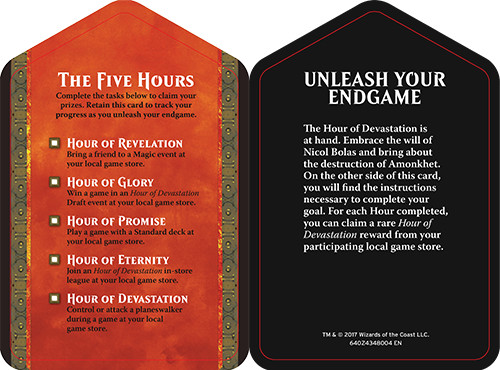 THE FIVE HOURS
Complete the tasks below to claim your
prizes. Retain this card to track your
progress as you unleash your endgame.
HOUR OF REVELATION
Bring a friend to a Magic event at
your local game store.
HOUR OF GLORY
Win a game in an Hour of Devastation
Draft event at your local game store.
HOUR OF PROMISE
Play a game with a Standard deck at
your local game store.
HOUR OF ETERNITY
Join an Hour of Devastation in-store
league at your local game store.
HOUR OF DEVASTATION
Control or attack a planeswalker
during a game at your local
game store.
UNLEASH YOUR
ENDGAME
The Hour of Devastation is
at hand. Embrace the will of
Nicol Bolas and bring about
the destruction of Amonkhet.
On the other side of this card,
you will find the instructions
necessary to complete your
goal. For each Hour completed,
you can claim a rare Hour of
Devastation reward from your
participating local game store.
TM & © 2017 Wizards of the Coast LLC.
640Z4348004 EN